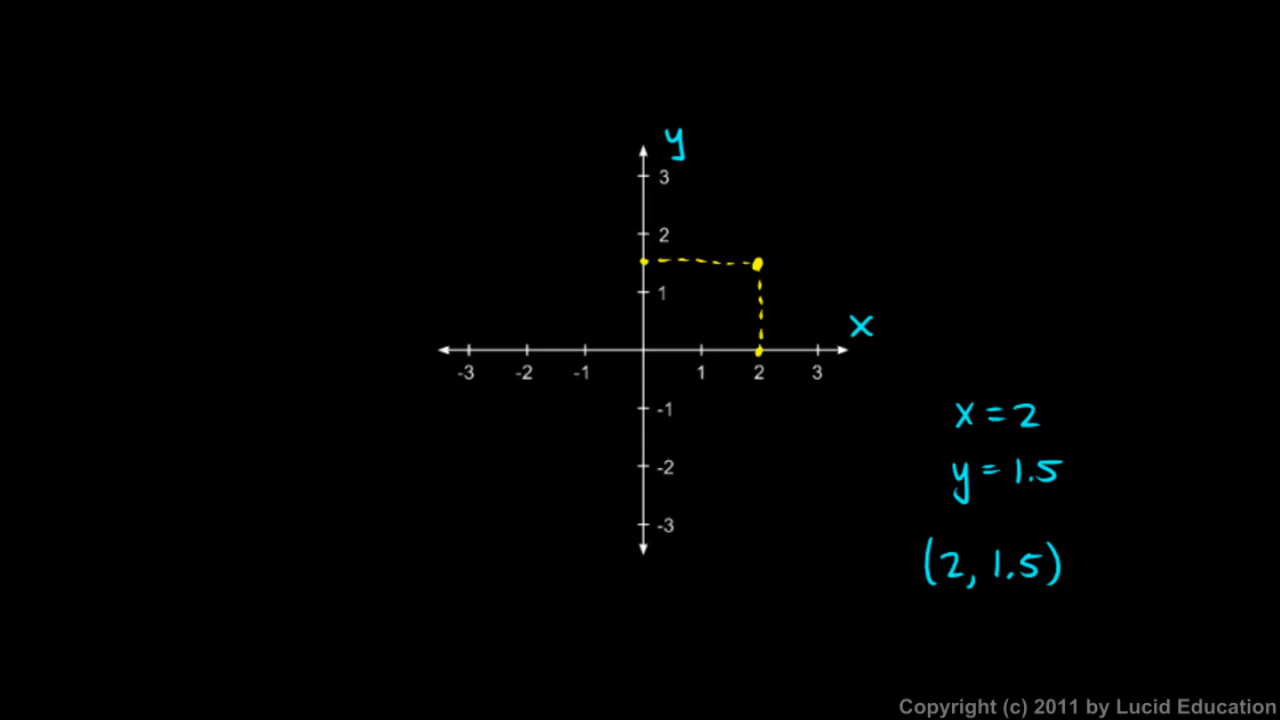 y
3
2
1
x
-3 -2 -1 1 2 3
-1
x = 2
-2
y = 1.5
-3
(2, 1.5)
Copyright (c) 2011 by Lucid Education